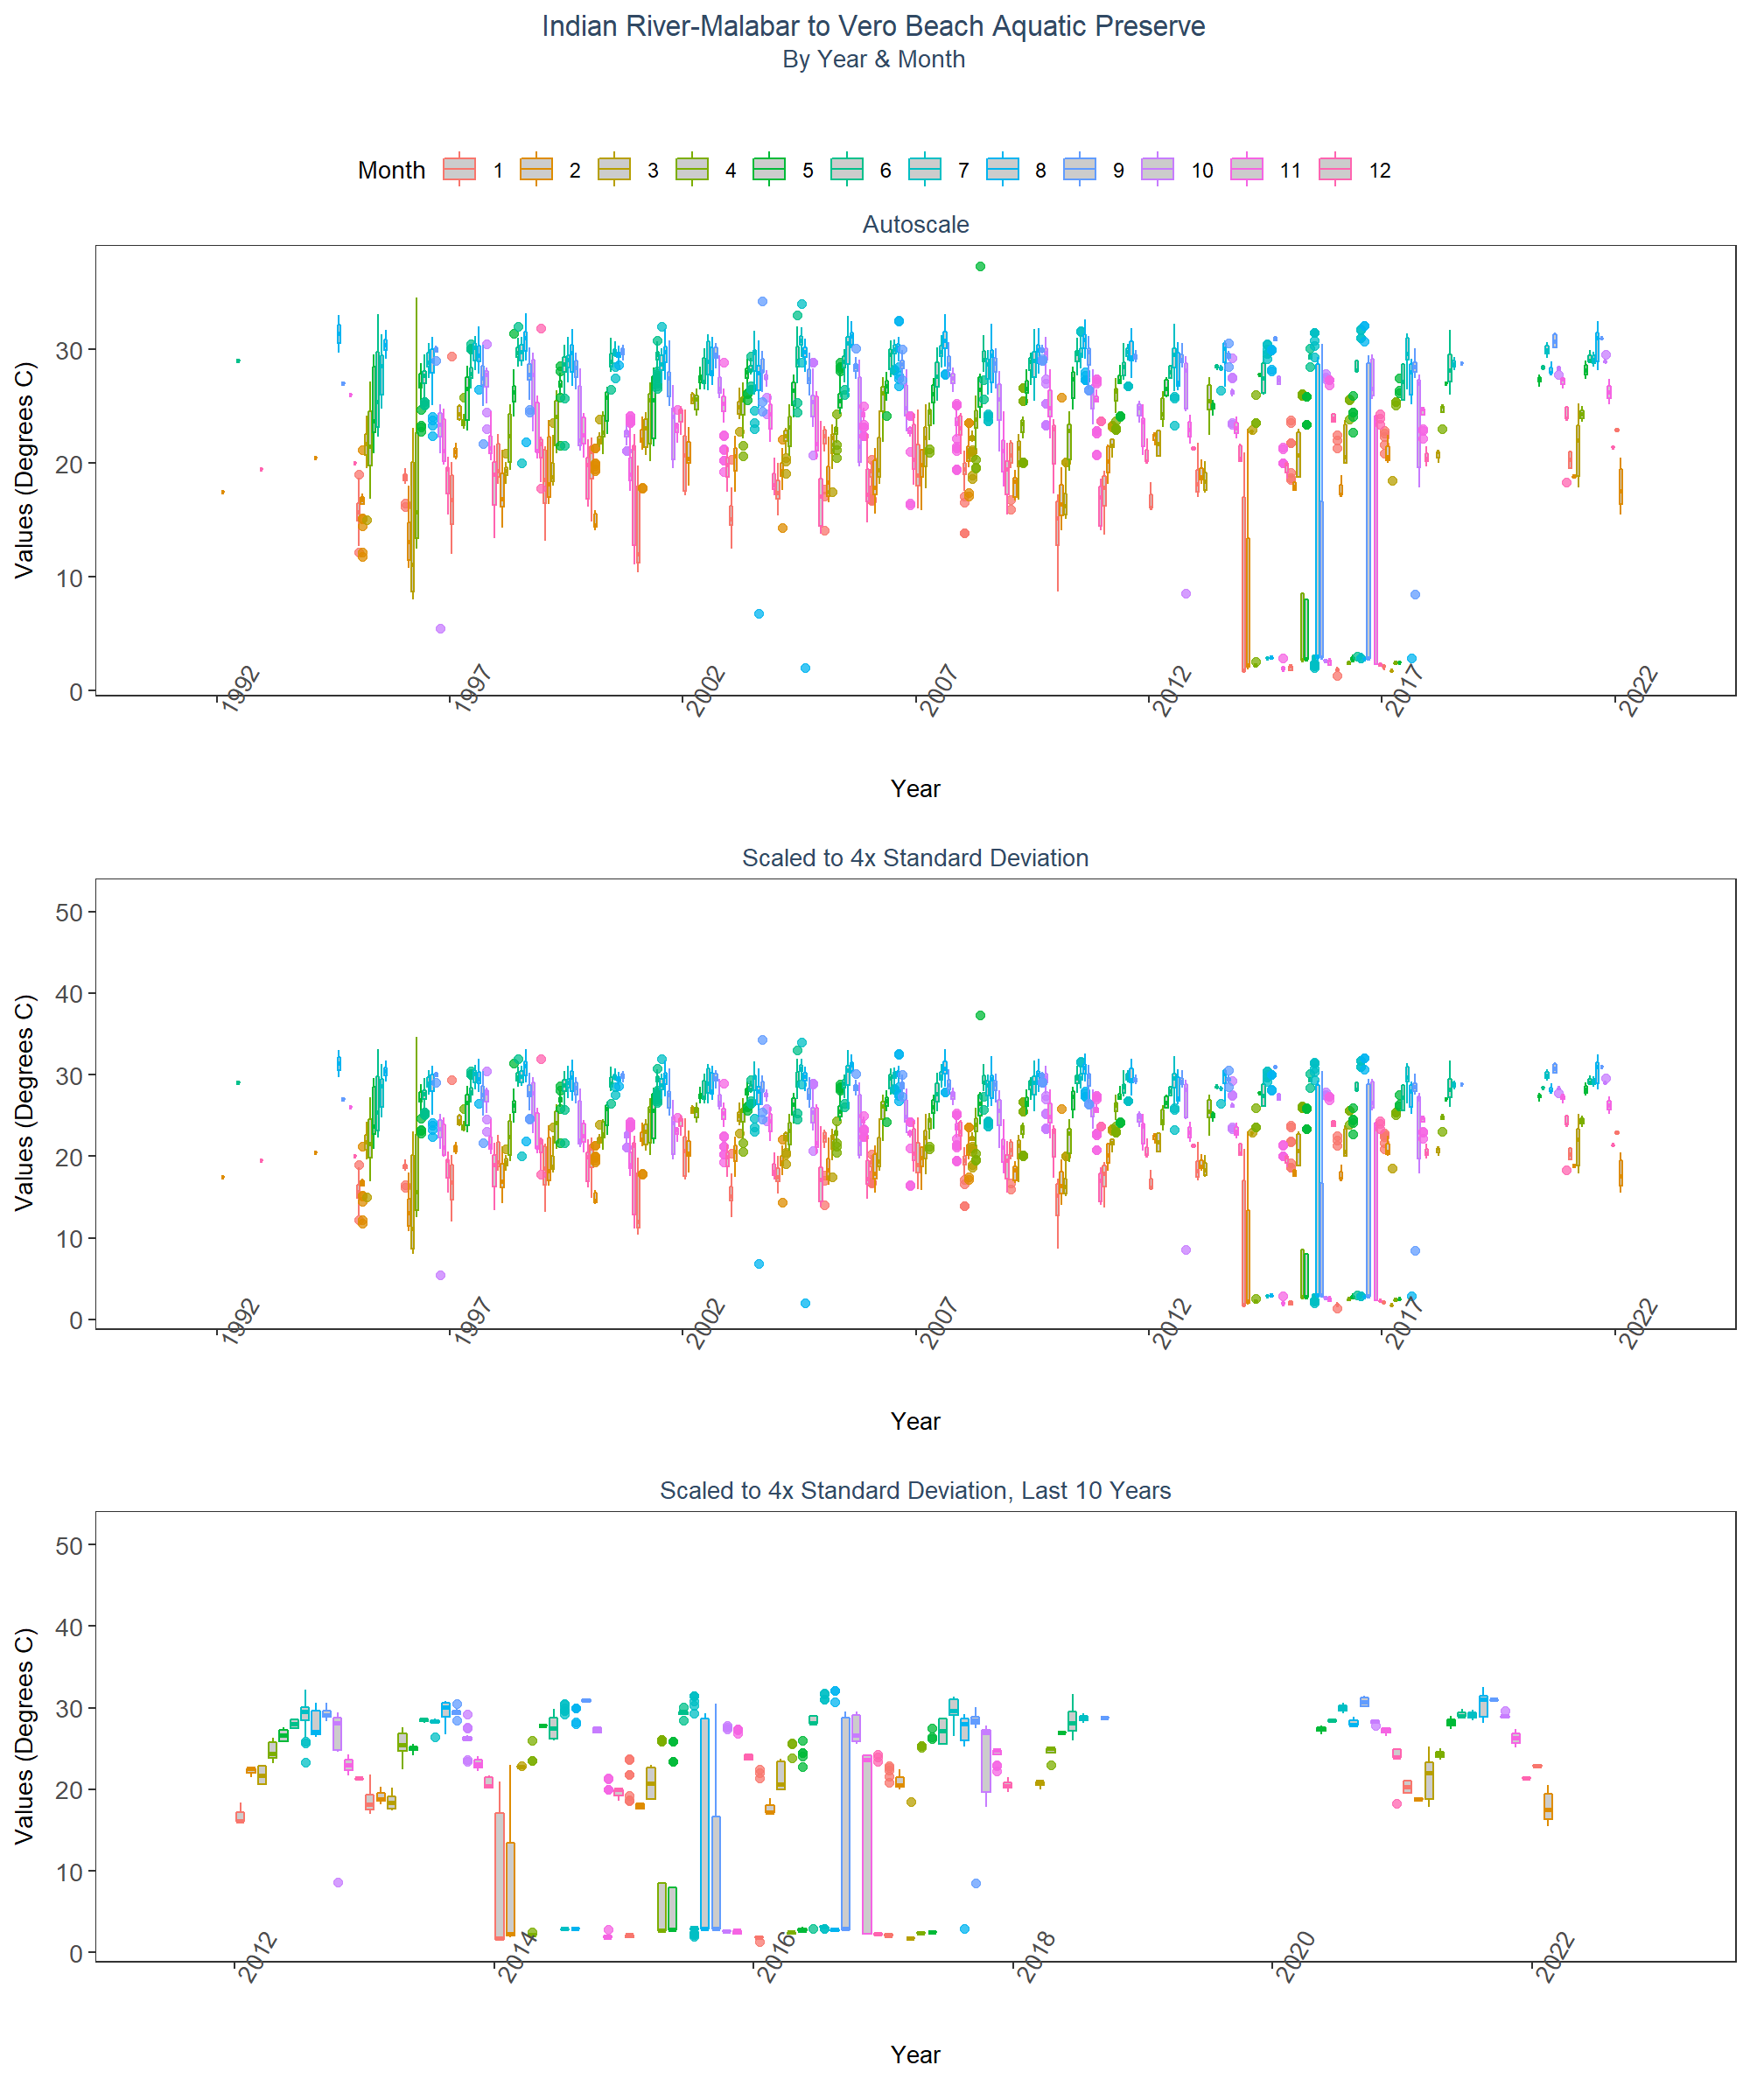 Indian River-Malabar to Vero Beach Aquatic Preserve
By Year & Month
Month 1 2 3 4 5 6 7 8 9 10 11 12
Autoscale
Values (Degrees C)
30
20
10
0
1992 1997 2002 2007 2012 2017 2022
Year
Scaled to 4x Standard Deviation
Values (Degrees C)
50
40
30
20
10
0
1992 1997 2002 2007 2012 2017 2022
Year
Scaled to 4x Standard Deviation, Last 10 Years
Values (Degrees C)
50
40
30
20
10
0
2012 2014 2016 2018 2020 2022
Year